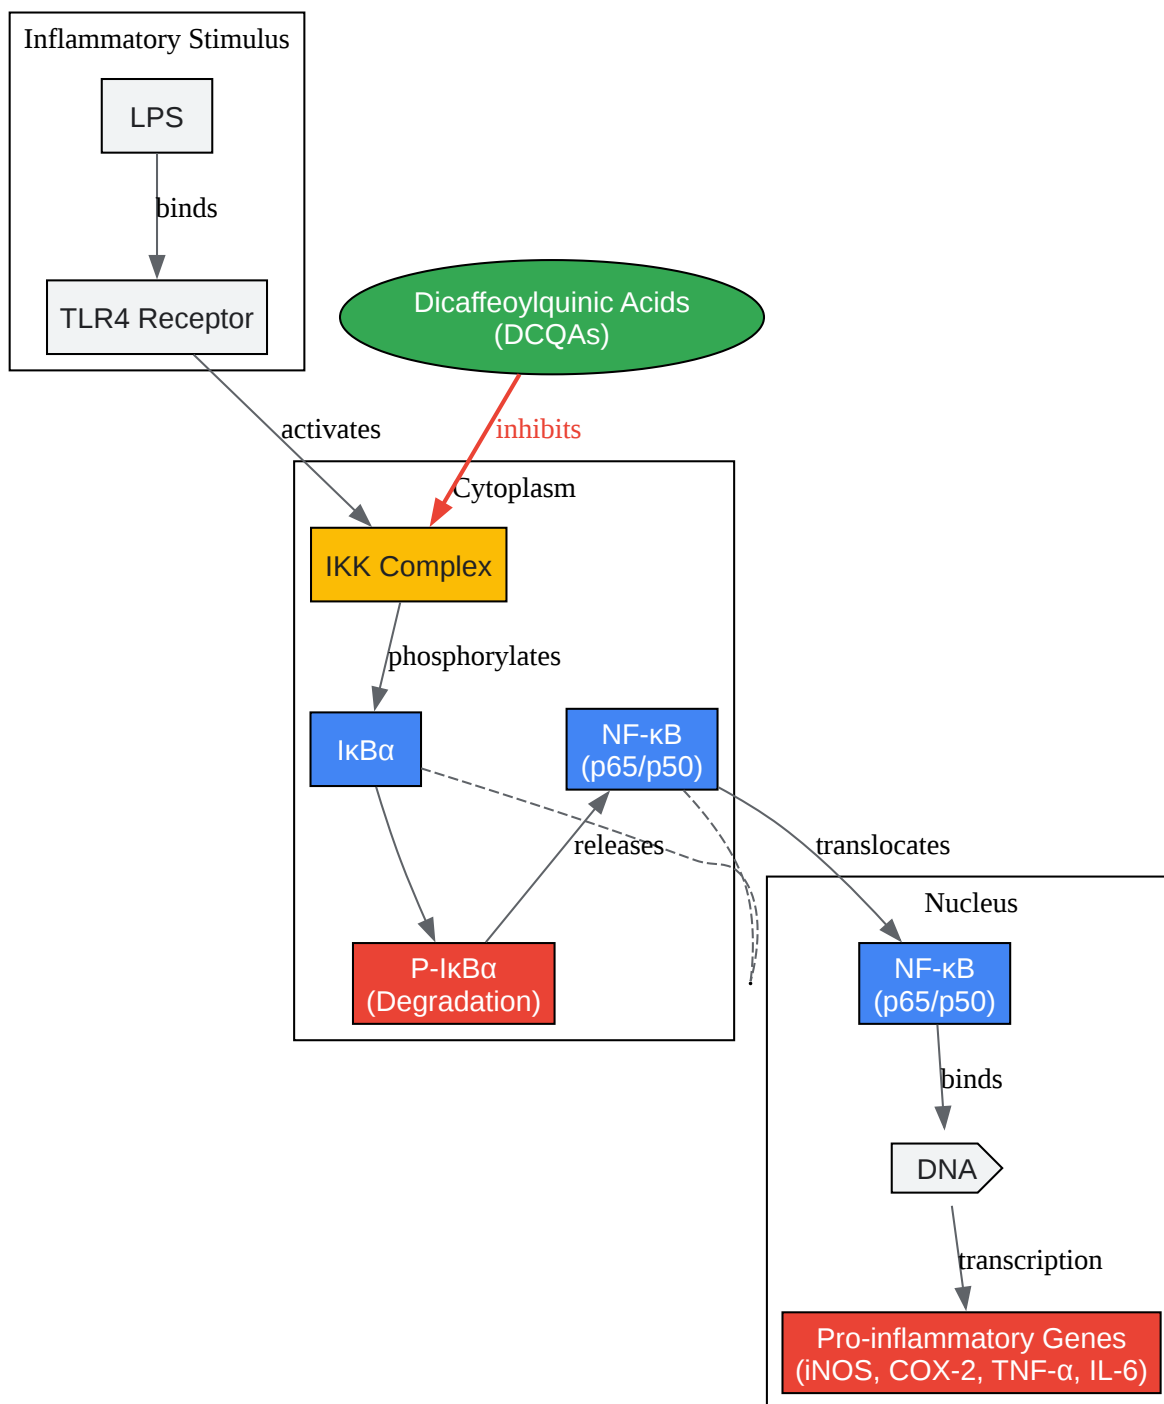 Inflammatory Stimulus
LPS
binds
TLR4 Receptor
Dicaffeoylquinic Acids
(DCQAs)
activates
inhibits
Cytoplasm
IKK Complex
phosphorylates
IκBα
NF-κB
(p65/p50)
releases
translocates
Nucleus
P-IκBα
(Degradation)
NF-κB
(p65/p50)
binds
DNA
transcription
Pro-inflammatory Genes
(iNOS, COX-2, TNF-α, IL-6)